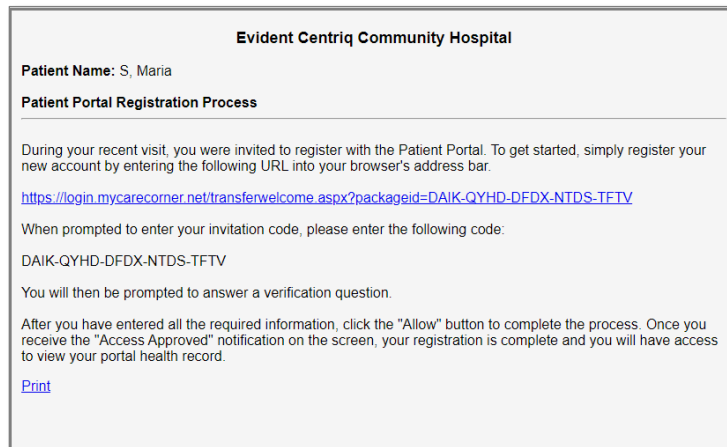 Evident Centriq Community Hospital
Patient Name: S, Maria
Patient Portal Registration Process
During your recent visit, you were invited to register with the Patient Portal. To get started, simply register your
new account by entering the following URL into your browser's address bar.
https://login.mycarecorner.net/transferwelcome.aspx?packageid=DAIK-QYHD-DFDX-NTDS-TFTV
When prompted to enter your invitation code, please enter the following code:
DAIK-QYHD-DFDX-NTDS-TFTV
You will then be prompted to answer a verification question.
After you have entered all the required information, click the "Allow" button to complete the process. Once you
receive the "Access Approved" notification on the screen, your registration is complete and you will have access
to view your portal health record.
Print